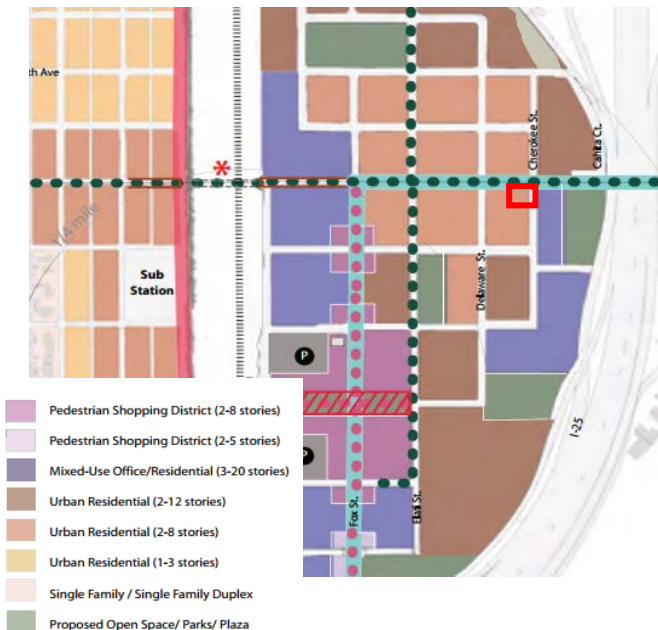 th Ave
Cherokee St.
Cahita Ct.
1/4 mile
Sub
Station
Delaware St.
P
I-25
P
Fox St.
Elati St.
Pedestrian Shopping District (2-8 stories)
Pedestrian Shopping District (2-5 stories)
Mixed-Use Office/Residential (3-20 stories)
Urban Residential (2-12 stories)
Urban Residential (2-8 stories)
Urban Residential (1-3 stories)
Single Family / Single Family Duplex
Proposed Open Space/ Parks/ Plaza